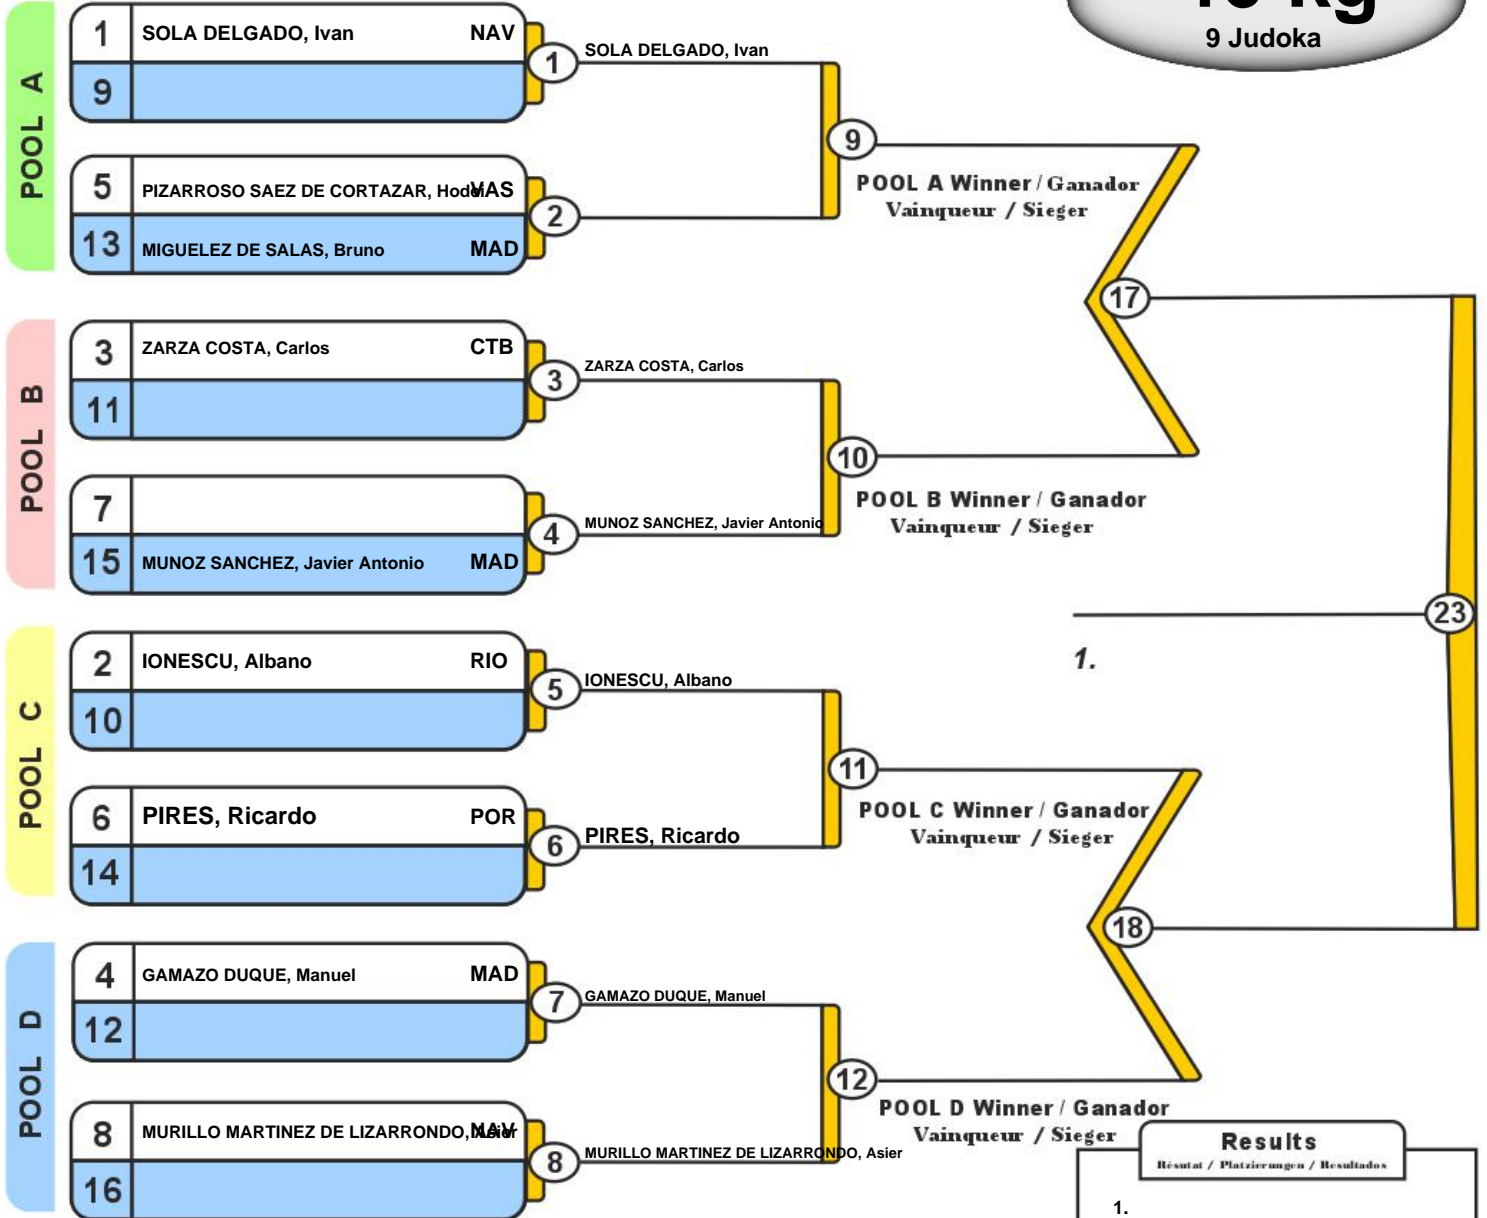 kg
9 Judoka
POOL A
1 SOLA DELGADO, Ivan NAV
9
1 SOLA DELGADO, Ivan
5 PIZARROSO SAEZ DE CORTAZAR, Hodei VAS
13 MIGUELEZ DE SALAS, Bruno MAD
2
9
POOL A Winner / Ganador
Vainqueur / Sieger
POOL B
3 ZARZA COSTA, Carlos CTB
11
3 ZARZA COSTA, Carlos
7
15 MUNOZ SANCHEZ, Javier Antonio MAD
4 MUNOZ SANCHEZ, Javier Antonio
10
POOL B Winner / Ganador
Vainqueur / Sieger
17
23
1.
POOL C
2 IONESCU, Albano RIO
10
5 IONESCU, Albano
6 PIRES, Ricardo POR
14
6 PIRES, Ricardo
11
POOL C Winner / Ganador
Vainqueur / Sieger
18
POOL D
4 GAMAZO DUQUE, Manuel MAD
12
7 GAMAZO DUQUE, Manuel
8 MURILLO MARTINEZ DE LIZARRONDO, Asier NAV
16
8 MURILLO MARTINEZ DE LIZARRONDO, Asier
12
POOL D Winner / Ganador
Vainqueur / Sieger
Results
Résutat / Platzierungen / Resultados
1.